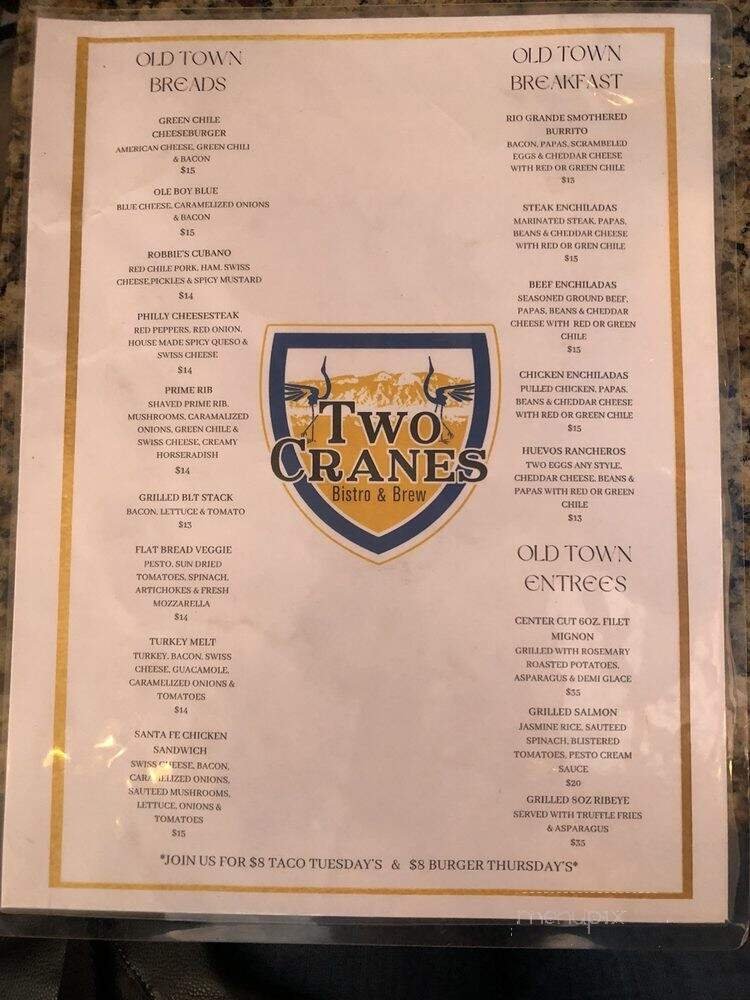 OLD TOWN
BREADS
GREEN CHILE
CHEESEBURGER
AMERICAN CHEESE, GREEN CHILI
& BACON
$15
OLE BOY BLUE
BLUE CHEESE, CARAMELIZED ONIONS
& BACON
$15
ROBBIE'S CUBANO
RED CHILE PORK, HAM, SWISS
CHEESE,PICKLES & SPICY MUSTARD
$14
PHILLY CHEESESTEAK
RED PEPPERS, RED ONION,
HOUSE MADE SPICY QUESO &
SWISS CHEESE
$14
PRIME RIB
SHAVED PRIME RIB,
MUSHROOMS, CARAMALIZED
ONIONS, GREEN CHILE &
SWISS CHEESE, CREAMY
HORSERADISH
$14
GRILLED BLT STACK
BACON, LETTUCE & TOMATO
$13
FLAT BREAD VEGGIE
PESTO, SUN DRIED
TOMATOES, SPINACH,
ARTICHOKES & FRESH
MOZZARELLA
$14
TURKEY MELT
TURKEY, BACON, SWISS
CHEESE, GUACAMOLE,
CARAMELIZED ONIONS &
TOMATOES
$14
SANTA FE CHICKEN
SANDWICH
SWISS CHEESE, BACON,
CARAMELIZED ONIONS,
SAUTEED MUSHROOMS,
LETTUCE, ONIONS &
TOMATOES
$15
TWO
CRANES
Bistro & Brew
OLD TOWN
BREAKFAST
RIO GRANDE SMOTHERED
BURRITO
BACON, PAPAS, SCRAMBELED
EGGS & CHEDDAR CHEESE
WITH RED OR GREEN CHILE
$13
STEAK ENCHILADAS
MARINATED STEAK, PAPAS,
BEANS & CHEDDAR CHEESE
WITH RED OR GREN CHILE
$15
BEEF ENCHILADAS
SEASONED GROUND BEEF,
PAPAS, BEANS & CHEDDAR
CHEESE WITH RED OR GREEN
CHILE
$15
CHICKEN ENCHILADAS
PULLED CHICKEN, PAPAS,
BEANS & CHEDDAR CHEESE
WITH RED OR GREEN CHILE
$15
HUEVOS RANCHEROS
TWO EGGS ANY STYLE,
CHEDDAR CHEESE, BEANS &
PAPAS WITH RED OR GREEN
CHILE
$13
OLD TOWN
ENTREES
CENTER CUT 6OZ. FILET
MIGNON
GRILLED WITH ROSEMARY
ROASTED POTATOES,
ASPARAGUS & DEMI GLACE
$35
GRILLED SALMON
JASMINE RICE, SAUTEED
SPINACH, BLISTERED
TOMATOES, PESTO CREAM
SAUCE
$20
GRILLED 8OZ RIBEYE
SERVED WITH TRUFFLE FRIES
& ASPARAGUS
$35
*JOIN US FOR $8 TACO TUESDAY'S & $8 BURGER THURSDAY'S*
menupix